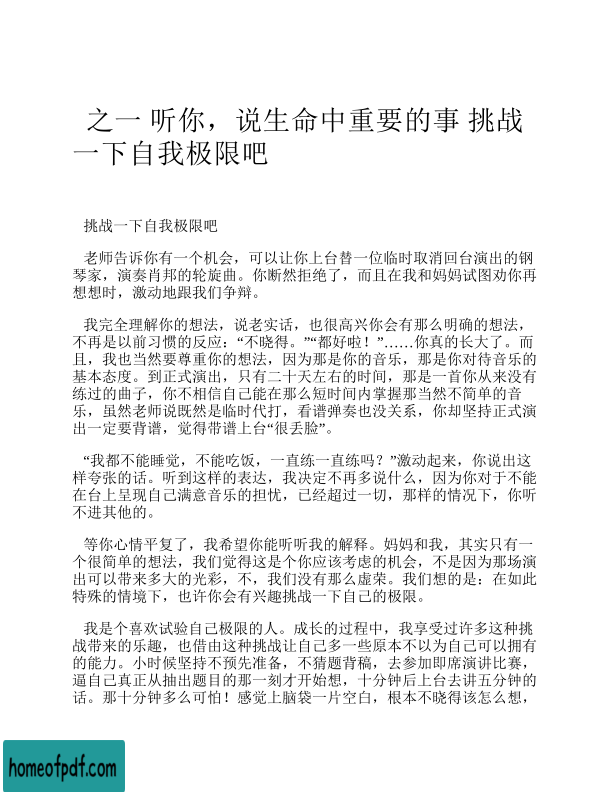 之一 听你，说生命中重要的事 挑战
一下自我极限吧
挑战一下自我极限吧
老师告诉你有一个机会，可以让你上台替一位临时取消回台演出的钢
琴家，演奏肖邦的轮旋曲。你断然拒绝了，而且在我和妈妈试图劝你再
想想时，激动地跟我们争辩。
我完全理解你的想法，说老实话，也很高兴你会有那么明确的想法，
不再是以前习惯的反应：“不晓得。”“都好啦！”……你真的长大了。而
且，我也当然要尊重你的想法，因为那是你的音乐，那是你对待音乐的
基本态度。到正式演出，只有二十天左右的时间，那是一首你从来没有
练过的曲子，你不相信自己能在那么短时间内掌握那当然不简单的音
乐，虽然老师说既然是临时代打，看谱弹奏也没关系，你却坚持正式演
出一定要背谱，觉得带谱上台“很丢脸”。
“我都不能睡觉，不能吃饭，一直练一直练吗？”激动起来，你说出这
样夸张的话。听到这样的表达，我决定不再多说什么，因为你对于不能
在台上呈现自己满意音乐的担忧，已经超过一切，那样的情况下，你听
不进其他的。
等你心情平复了，我希望你能听听我的解释。妈妈和我，其实只有一
个很简单的想法，我们觉得这是个你应该考虑的机会，不是因为那场演
出可以带来多大的光彩，不，我们没有那么虚荣。我们想的是：在如此
特殊的情境下，也许你会有兴趣挑战一下自己的极限。
我是个喜欢试验自己极限的人。成长的过程中，我享受过许多这种挑
战带来的乐趣，也借由这种挑战让自己多一些原本不以为自己可以拥有
的能力。小时候坚持不预先准备，不猜题背稿，去参加即席演讲比赛，
逼自己真正从抽出题目的那一刻才开始想，十分钟后上台去讲五分钟的
话。那十分钟多么可怕！感觉上脑袋一片空白，根本不晓得该怎么想，
homeofpdf.com